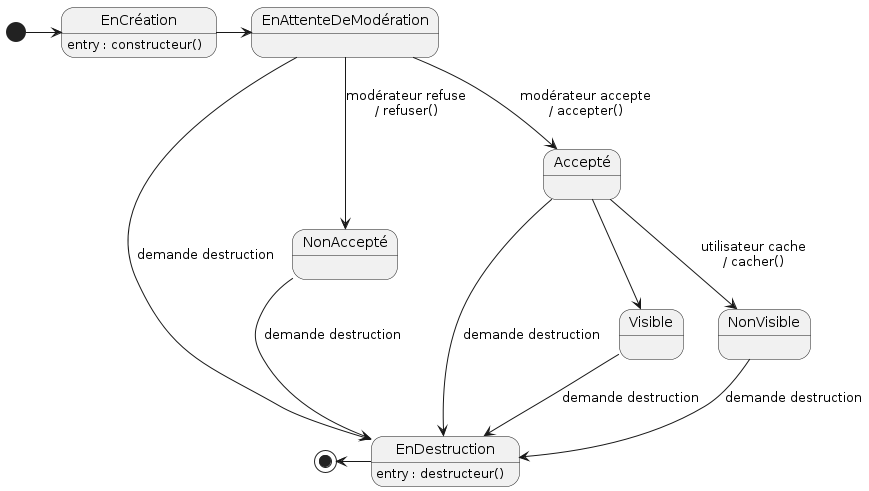 EnCréation
entry : constructeur()
EnAttenteDeModération
modérateur refuse
/ refuser()
modérateur accepte
/ accepter()
Accepté
NonAccepté
demande destruction
utilisateur cache
/ cacher()
demande destruction
demande destruction
Visible
NonVisible
demande destruction
demande destruction
EnDestruction
entry : destructeur()